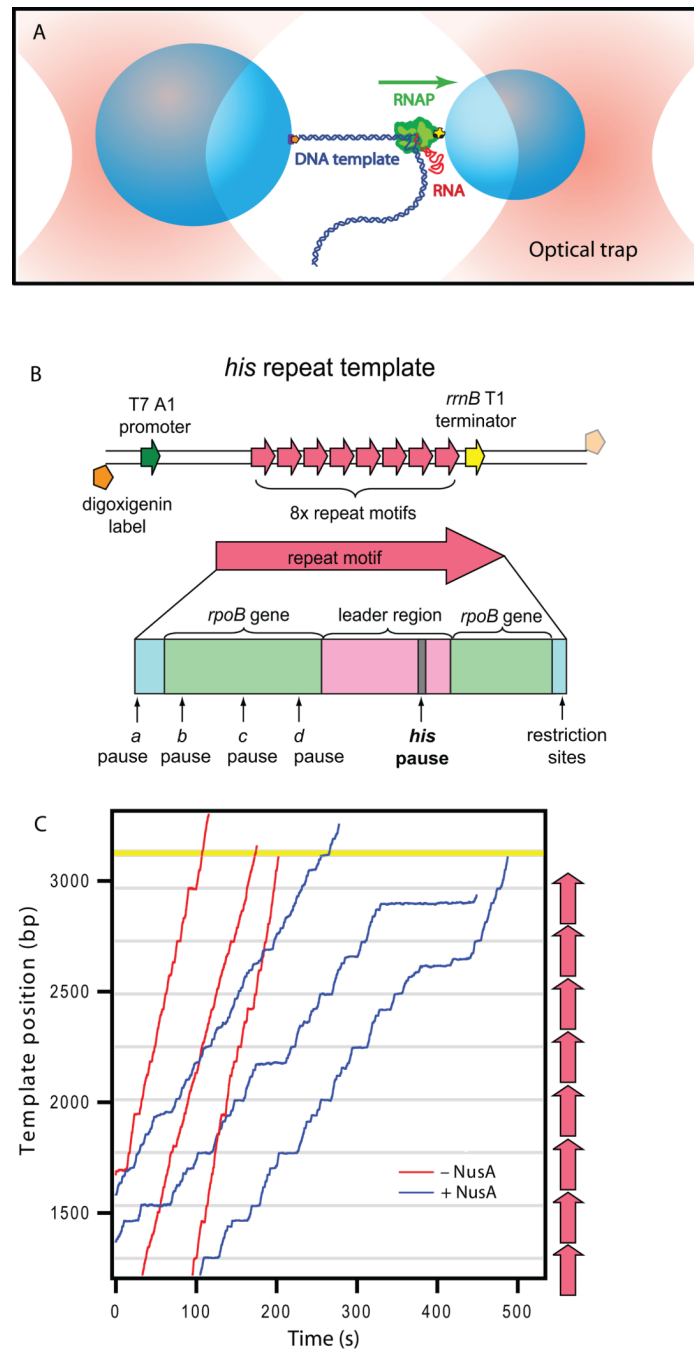 A
RNAP
DNA template
RNA
Optical trap
B
his repeat template
T7 A1
promoter
rrnB T1
terminator
digoxigenin
label
8x repeat motifs
repeat motif
rpoB gene
leader region
rpoB gene
a
pause
b
pause
c
pause
d
pause
his
pause
restriction
sites
C
Template position (bp)
3000
2500
2000
1500
– NusA
+ NusA
0
100
200
300
400
500
Time (s)